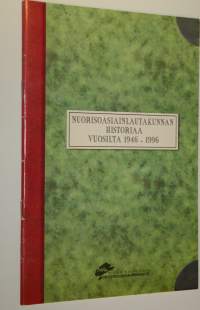 NUORISOASIAINLAUTAKUNNAN
HISTORIAA
VUOSILTA 1946 - 1996